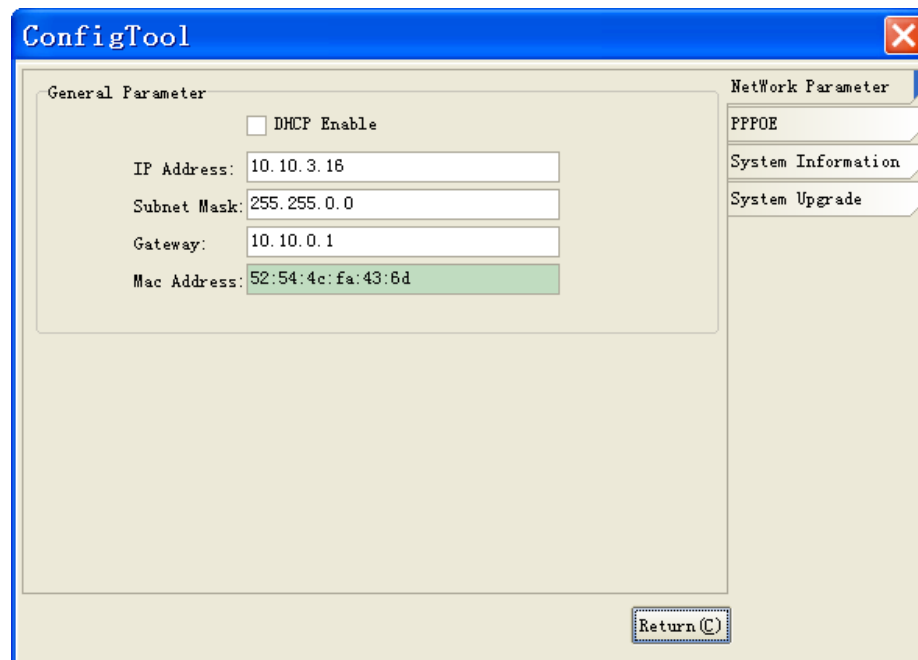 ConfigTool
General Parameter
DHCP Enable
IP Address: 10.10.3.16
Subnet Mask: 255.255.0.0
Gateway: 10.10.0.1
Mac Address: 52:54:4c:fa:43:6d
NetWork Parameter
PPPOE
System Information
System Upgrade
Return(C)